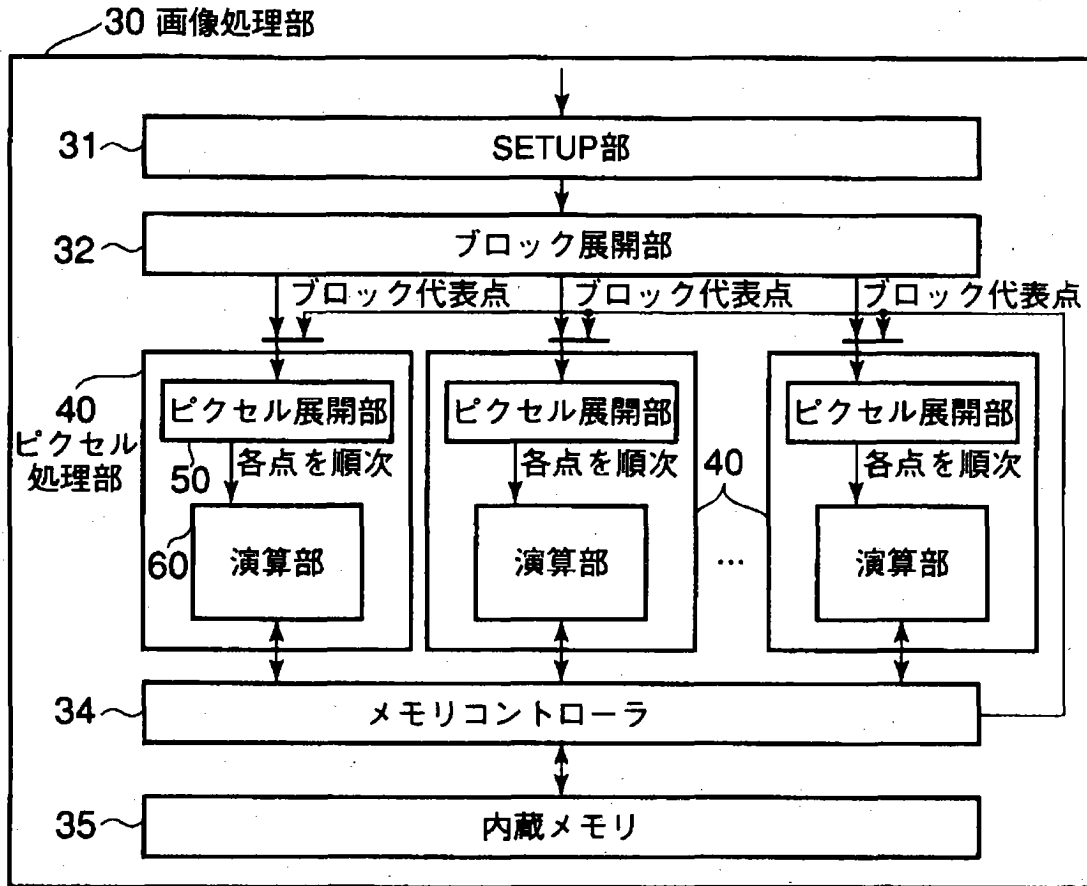 30 画像処理部
31
SETUP部
32
ブロック展開部
ブロック代表点
ブロック代表点
ブロック代表点
40
ピクセル
処理部
ピクセル展開部
ピクセル展開部
ピクセル展開部
50
各点を順次
各点を順次
40
各点を順次
60
演算部
演算部
…
演算部
34
メモリコントローラ
35
内蔵メモリ